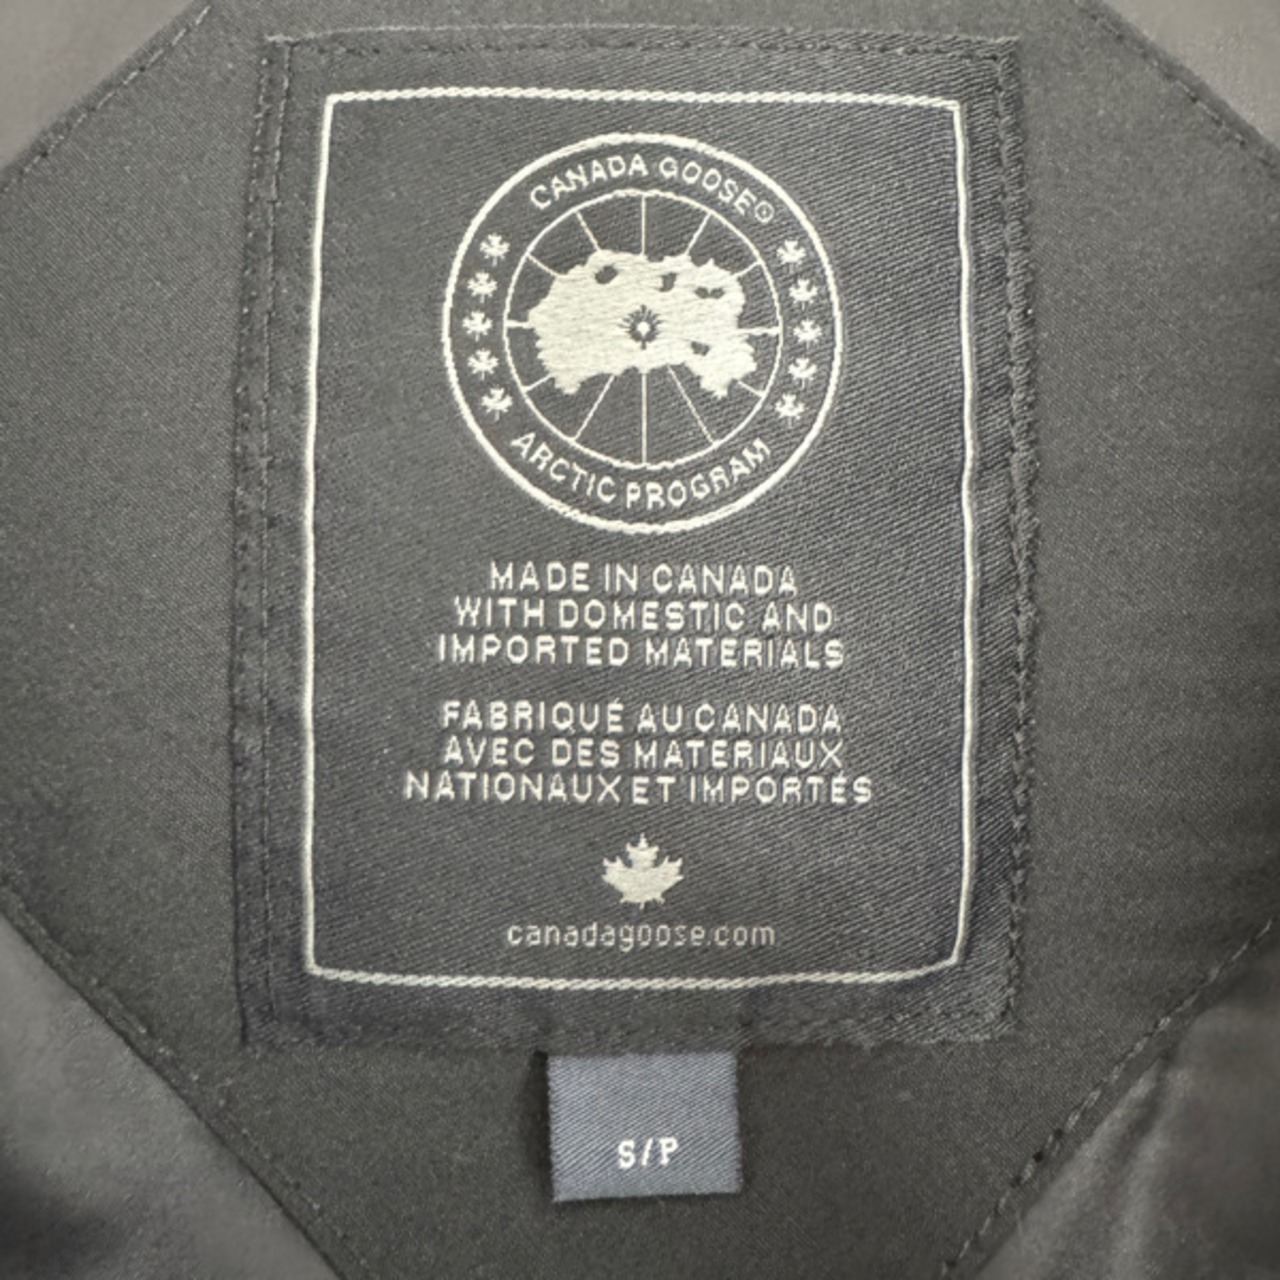 CANADA GOOSE®
ARCTIC PROGRAM
MADE IN CANADA
WITH DOMESTIC AND
IMPORTED MATERIALS
FABRIQUÉ AU CANADA
AVEC DES MATERIAUX
NATIONAUX ET IMPORTÉS
canadagoose.com
S/P